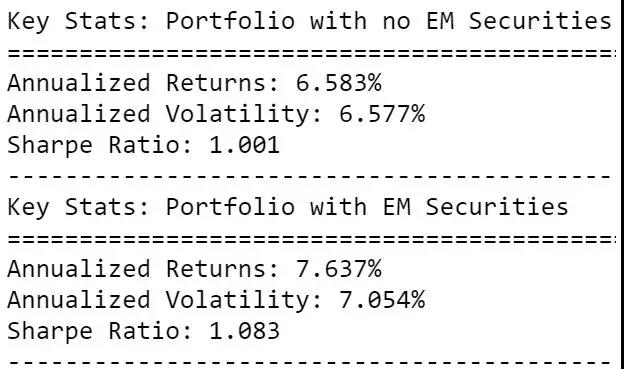 Key Stats: Portfolio with no EM Securities
============================================
Annualized Returns: 6.583%
Annualized Volatility: 6.577%
Sharpe Ratio: 1.001
------------------------------------------
Key Stats: Portfolio with EM Securities
============================================
Annualized Returns: 7.637%
Annualized Volatility: 7.054%
Sharpe Ratio: 1.083
------------------------------------------